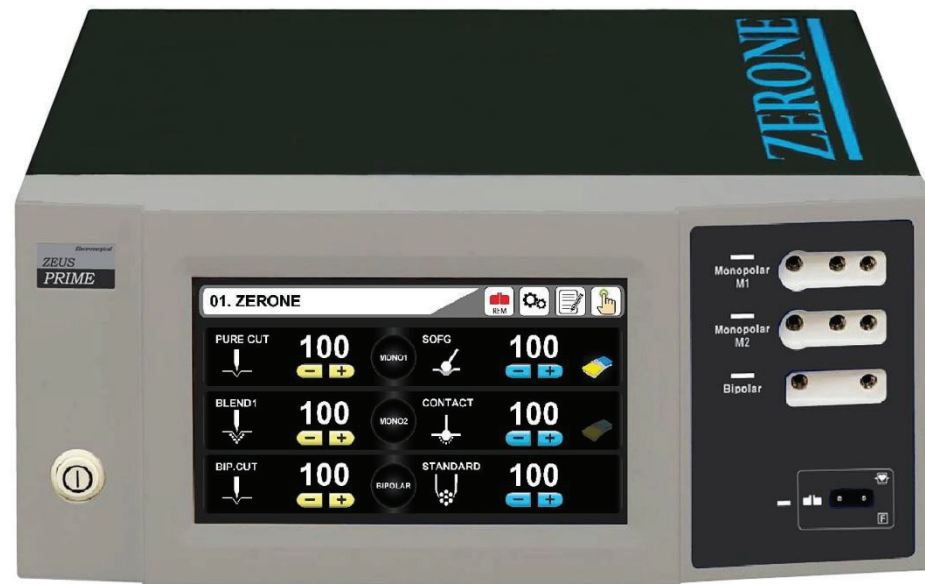 ZERONE
Electrosurgical
ZEUS
PRIME
01. ZERONE
REM
PURE CUT
100
MONO1
SOFG
100
BLEND1
100
MONO2
CONTACT
100
BIP.CUT
100
BIPOLAR
STANDARD
100
Monopolar
M1
Monopolar
M2
Bipolar
F